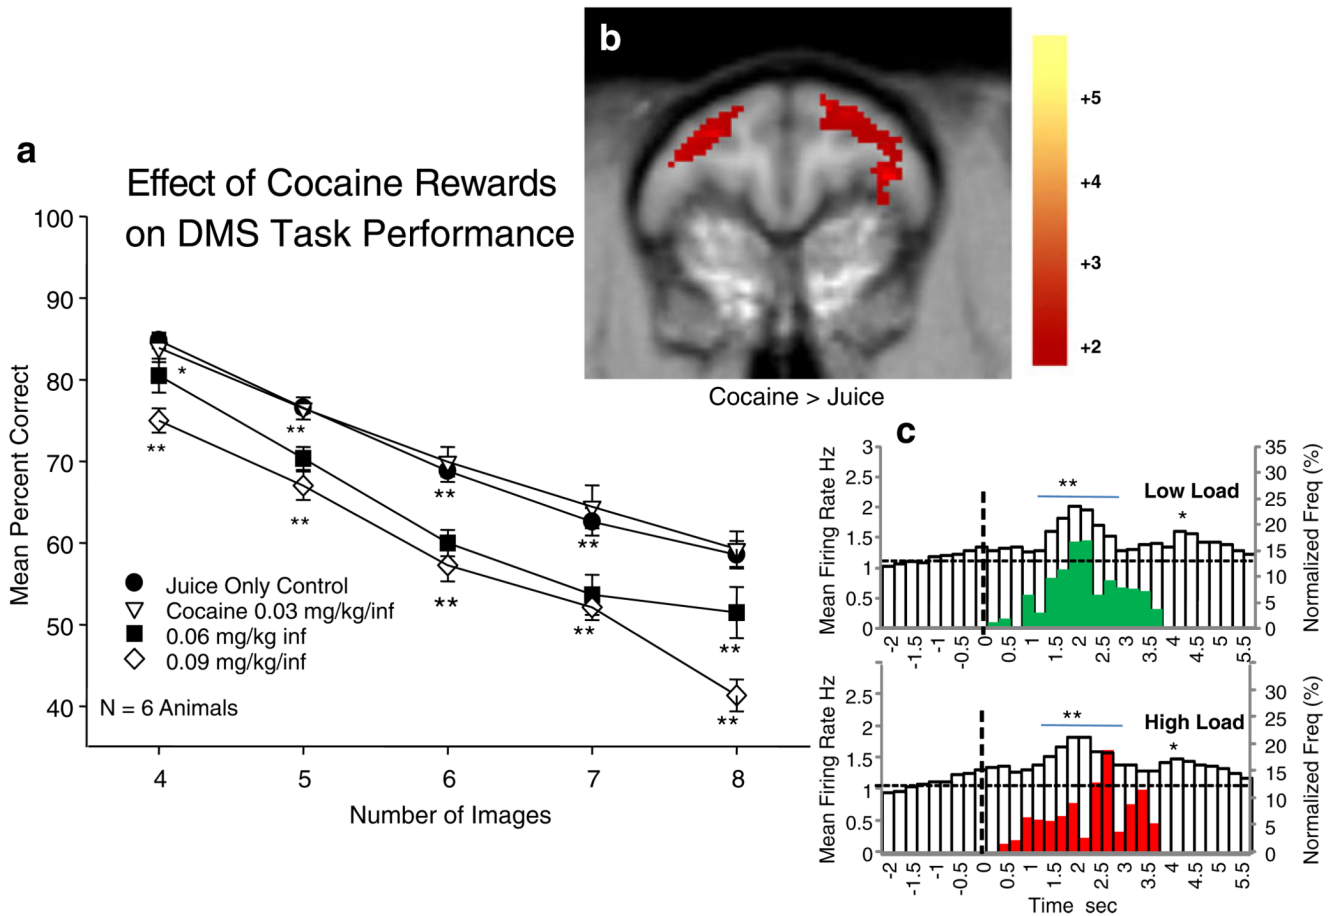 a
Effect of Cocaine Rewards
on DMS Task Performance
100
90
80
70
60
50
40
Mean Percent Correct
*
**
**
**
**
**
**
**
**
**
**
Juice Only Control
Cocaine 0.03 mg/kg/inf
0.06 mg/kg inf
0.09 mg/kg/inf
N = 6 Animals
4 5 6 7 8
Number of Images
b
+5
+4
+3
+2
Cocaine > Juice
c
Mean Firing Rate Hz
3
2.5
2
1.5
1
0.5
0
**
Low Load
*
35
30
25
20
15
10
5
0
Normalized Freq (%)
-2 -1.5 -1 -0.5 0 0.5 1 1.5 2 2.5 3 3.5 4 4.5 5 5.5
Mean Firing Rate Hz
2.5
2
1.5
1
0.5
0
**
High Load
*
30
25
20
15
10
5
0
Normalized Freq (%)
-2 -1.5 -1 -0.5 0 0.5 1 1.5 2 2.5 3 3.5 4 4.5 5 5.5
Time sec